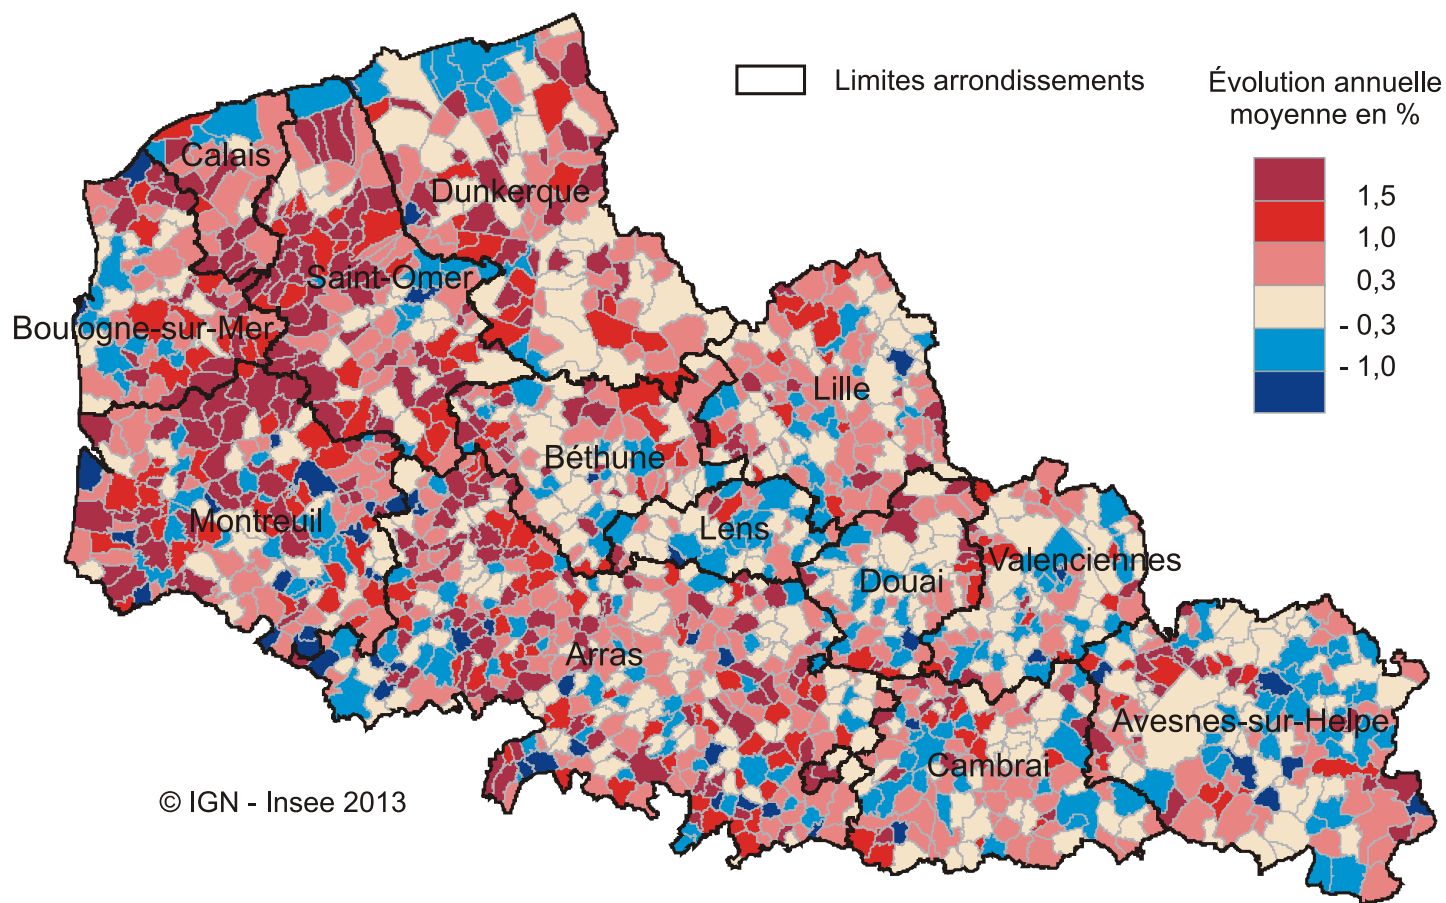 Limites arrondissements
Évolution annuelle
moyenne en %
1,5
1,0
0,3
- 0,3
- 1,0
Calais
Dunkerque
Saint-Omer
Boulogne-sur-Mer
Lille
Béthune
Montreuil
Lens
Valenciennes
Douai
Arras
Avesnes-sur-Helpe
Cambrai
© IGN - Insee 2013